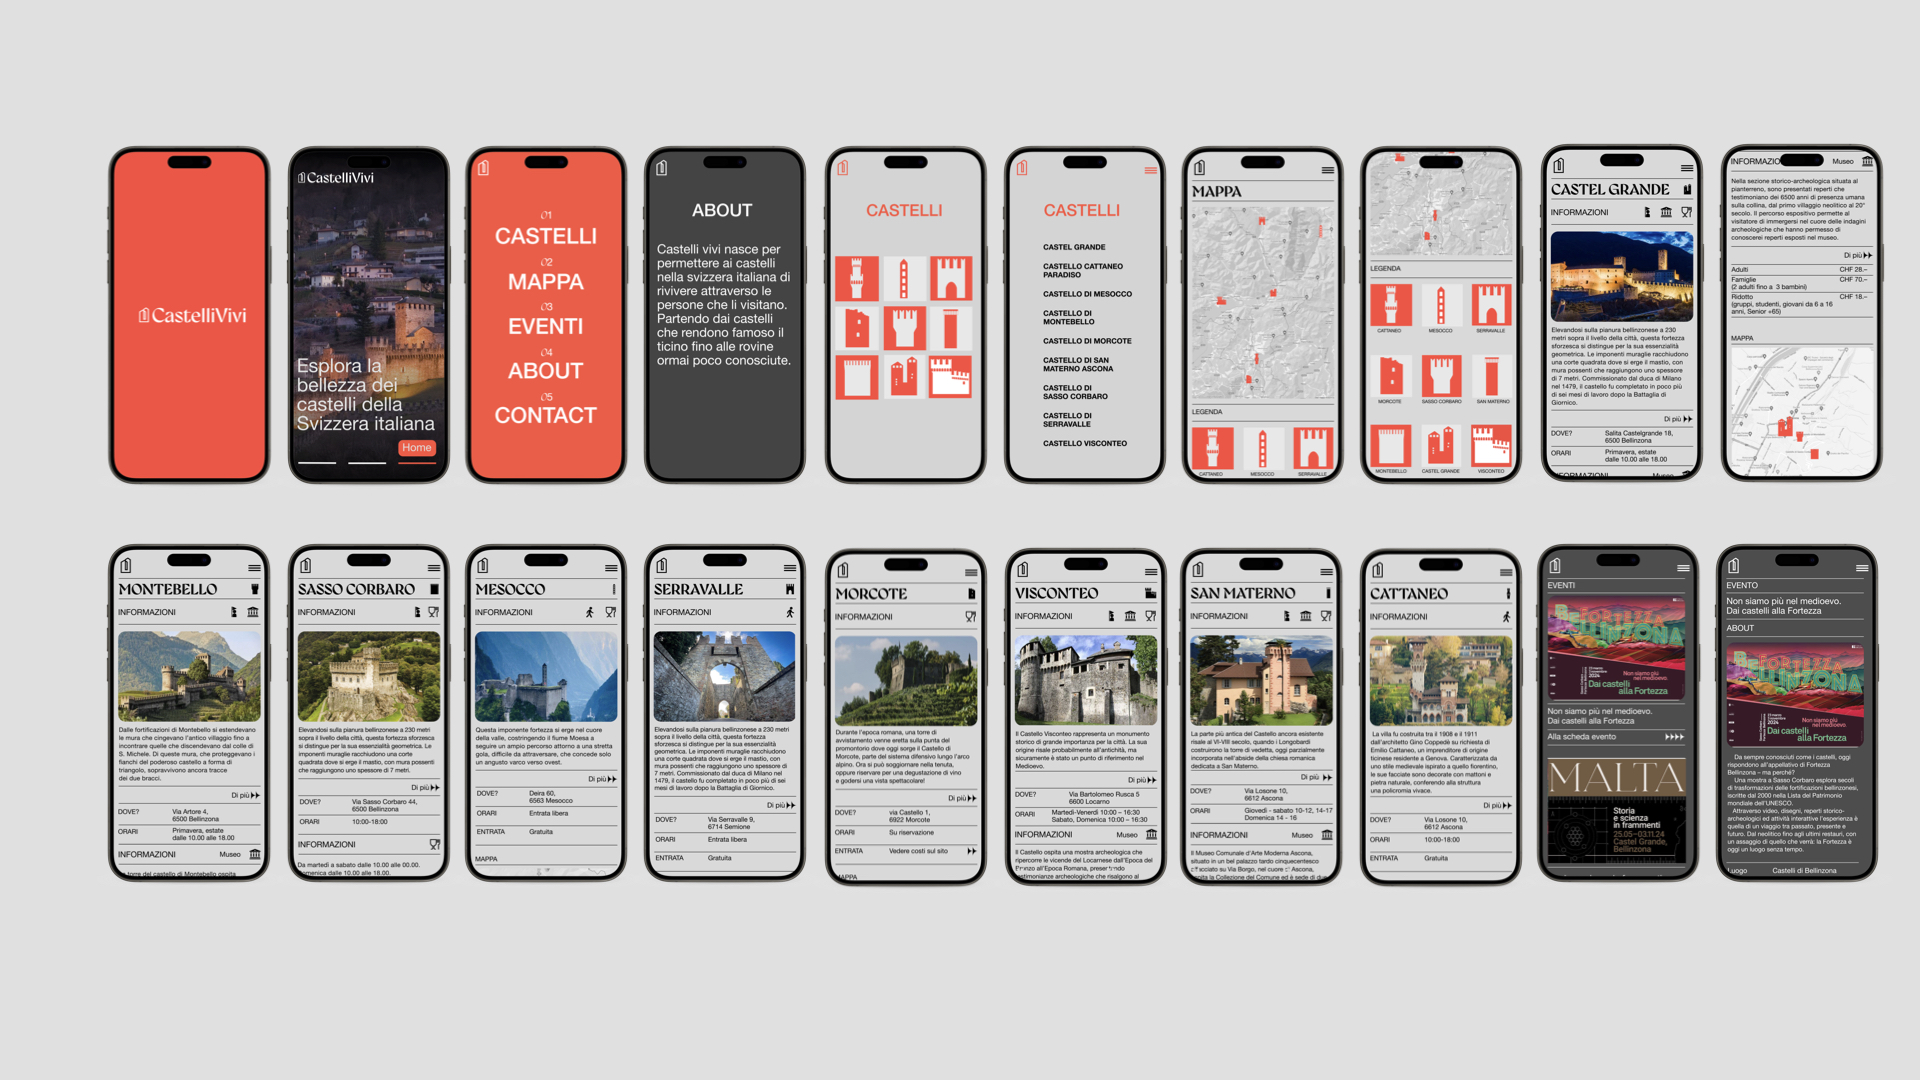 CastelliVivi
CastelliVivi
Esplora la
bellezza dei
castelli della
Svizzera italiana
Home
01
CASTELLI
02
MAPPA
03
EVENTI
04
ABOUT
05
CONTACT
ABOUT
Castelli vivi nasce per
permettere ai castelli
nella svizzera italiana di
rivivere attraverso le
persone che li visitano.
Partendo dai castelli
che rendono famoso il
ticino fino alle rovine
ormai poco conosciute.
CASTELLI
CASTELLI
CASTEL GRANDE
CASTELLO CATTANEO
PARADISO
CASTELLO DI MESOCCO
CASTELLO DI
MONTEBELLO
CASTELLO DI MORCOTE
CASTELLO DI SAN
MATERNO ASCONA
CASTELLO DI
SASSO CORBARO
CASTELLO DI
SERRAVALLE
CASTELLO VISCONTEO
MAPPA
LEGENDA
CATTANEO MESOCCO SERRAVALLE
LEGENDA
CATTANEO MESOCCO SERRAVALLE
MORCOTE SASSO CORBARO SAN MATERNO
MONTEBELLO CASTEL GRANDE VISCONTEO
CASTEL GRANDE
INFORMAZIONI
Elevandosi sulla pianura bellinzonese a 230
metri sopra il livello della città, questa fortezza
sforzesca si distingue per la sua essenzialità
geometrica. Le imponenti muraglie racchiudono
una corte quadrata dove si erge il mastio, con
mura possenti che raggiungono uno spessore
di 7 metri. Commissionato dal duca di Milano
nel 1479, il castello fu completato in poco più
di sei mesi di lavoro dopo la Battaglia di
Giornico.
Di più
DOVE? Salita Castelgrande 18,
6500 Bellinzona
ORARI Primavera, estate
dalle 10.00 alle 18.00
INFORMAZIONI Museo
INFORMAZIO Museo
Nella sezione storico-archeologica situata al
pianterreno, sono presentati reperti che
testimoniano dei 6500 anni di presenza umana
sulla collina, dal primo villaggio neolitico al 20°
secolo. Il percorso espositivo permette al
visitatore di immergersi nel cuore delle indagini
archeologiche che hanno permesso di
conoscerei reperti esposti nel museo.
Di più
Adulti CHF 28.–
Famiglie CHF 70.–
(2 adulti fino a 3 bambini)
Ridotto CHF 18.–
(gruppi, studenti, giovani da 6 a 16
anni, Senior +65)
MAPPA
MONTEBELLO
INFORMAZIONI
Dalle fortificazioni di Montebello si estendevano
le mura che cingevano l'antico villaggio fino a
incontrare quelle che discendevano dal colle di
S. Michele. Di queste mura, che proteggevano i
fianchi del poderoso castello a forma di
triangolo, sopravvivono ancora tracce
dei due bracci.
Di più
DOVE? Via Artore 4,
6500 Bellinzona
ORARI Primavera, estate
dalle 10.00 alle 18.00
INFORMAZIONI Museo
torre del castello di Montebello ospita
SASSO CORBARO
INFORMAZIONI
Elevandosi sulla pianura bellinzonese a 230 metri
sopra il livello della città, questa fortezza sforzesca
si distingue per la sua essenzialità geometrica. Le
imponenti muraglie racchiudono una corte
quadrata dove si erge il mastio, con mura possenti
che raggiungono uno spessore di 7 metri.
Di più
DOVE? Via Sasso Corbaro 44,
6500 Bellinzona
ORARI 10:00-18:00
INFORMAZIONI
Da martedì a sabato dalle 10.00 alle 00.00.
omenica dalle 10.00 alle 18.00.
MESOCCO
INFORMAZIONI
Questa imponente fortezza si erge nel cuore
della valle, costringendo il fiume Moesa a
seguire un ampio percorso attorno a una stretta
gola, difficile da attraversare, che concede solo
un angusto varco verso ovest.
Di più
DOVE? Deira 60,
6563 Mesocco
ORARI Entrata libera
ENTRATA Gratuita
MAPPA
SERRAVALLE
INFORMAZIONI
Elevandosi sulla pianura bellinzonese a 230 metri
sopra il livello della città, questa fortezza
sforzesca si distingue per la sua essenzialità
geometrica. Le imponenti muraglie racchiudono
una corte quadrata dove si erge il mastio, con
mura possenti che raggiungono uno spessore di
7 metri. Commissionato dal duca di Milano nel
1479, il castello fu completato in poco più di sei
mesi di lavoro dopo la Battaglia di Giornico.
Di più
DOVE? Via Serravalle 9,
6714 Semione
ORARI Entrata libera
ENTRATA Gratuita
MORCOTE
INFORMAZIONI
Durante l'epoca romana, una torre di
avvistamento venne eretta sulla punta del
promontorio dove oggi sorge il Castello di
Morcote, parte del sistema difensivo lungo l'arco
alpino. Ora si può soggiornare nella tenuta,
oppure riservare per una degustazione di vino
e godersi una vista spettacolare!
Di più
DOVE? via Castello 1,
6922 Morcote
ORARI Su riservazione
ENTRATA Vedere costi sul sito
MAPPA
VISCONTEO
INFORMAZIONI
Il Castello Visconteo rappresenta un monumento
storico di grande importanza per la città. La sua
origine risale probabilmente all'antichità, ma
sicuramente è stato un punto di riferimento nel
Medioevo.
Di più
DOVE? Via Bartolomeo Rusca 5
6600 Locarno
ORARI Martedì-Venerdì 10:00 – 16:30
Sabato, Domenica 10:00 – 16:30
INFORMAZIONI Museo
Il Castello ospita una mostra archeologica che
ripercorre le vicende del Locarnese dall'Epoca del
Bronzo all'Epoca Romana, presentando
testimonianze archeologiche che risalgono al
SAN MATERNO
INFORMAZIONI
La parte più antica del Castello ancora esistente
risale al VI-VIII secolo, quando i Longobardi
costruirono la torre di vedetta, oggi parzialmente
incorporata nell'abside della chiesa romanica
dedicata a San Materno.
Di più
DOVE? Via Losone 10,
6612 Ascona
ORARI Giovedì - sabato 10-12, 14-17
Domenica 14 - 16
INFORMAZIONI Museo
Il Museo Comunale d'Arte Moderna Ascona,
situato in un bel palazzo tardo cinquecentesco
affacciato su Via Borgo, nel cuore di Ascona,
ospita la Collezione del Comune ed è sede di due
CATTANEO
INFORMAZIONI
La villa fu costruita tra il 1908 e il 1911
dall'architetto Gino Coppedè su richiesta di
Emilio Cattaneo, un imprenditore di origine
ticinese residente a Genova. Caratterizzata da
uno stile medievale ispirato a quello fiorentino,
le sue facciate sono decorate con mattoni e
pietra naturale, conferendo alla struttura
una policromia vivace.
Di più
DOVE? Via Losone 10,
6612 Ascona
ORARI 10:00-18:00
ENTRATA Gratuita
EVENTI
FORTEZZA
BELLINZONA
2024
Non siamo più
nel medioevo.
Dai castelli
alla Fortezza
Non siamo più nel medioevo.
Dai castelli alla Fortezza
Alla scheda evento
MALTA
Storia
e scienza
in frammenti
25.05–03.11.24
Castel Grande,
Bellinzona
EVENTO
Non siamo più nel medioevo.
Dai castelli alla Fortezza
ABOUT
FORTEZZA
BELLINZONA
2024
Non siamo più
nel medioevo.
Dai castelli
alla Fortezza
Da sempre conosciuti come i castelli, oggi
rispondono all'appellativo di Fortezza
Bellinzona – ma perché?
Una mostra a Sasso Corbaro esplora secoli
di trasformazioni delle fortificazioni bellinzonesi,
iscritte dal 2000 nella Lista del Patrimonio
mondiale dell'UNESCO.
Attraverso video, disegni, reperti storico-
archeologici ed attività interattive l'esperienza è
quella di un viaggio tra passato, presente e
futuro. Dal neolitico fino agli ultimi restauri, con
un assaggio di quello che verrà: la Fortezza è
oggi un luogo senza tempo.
Luogo Castelli di Bellinzona